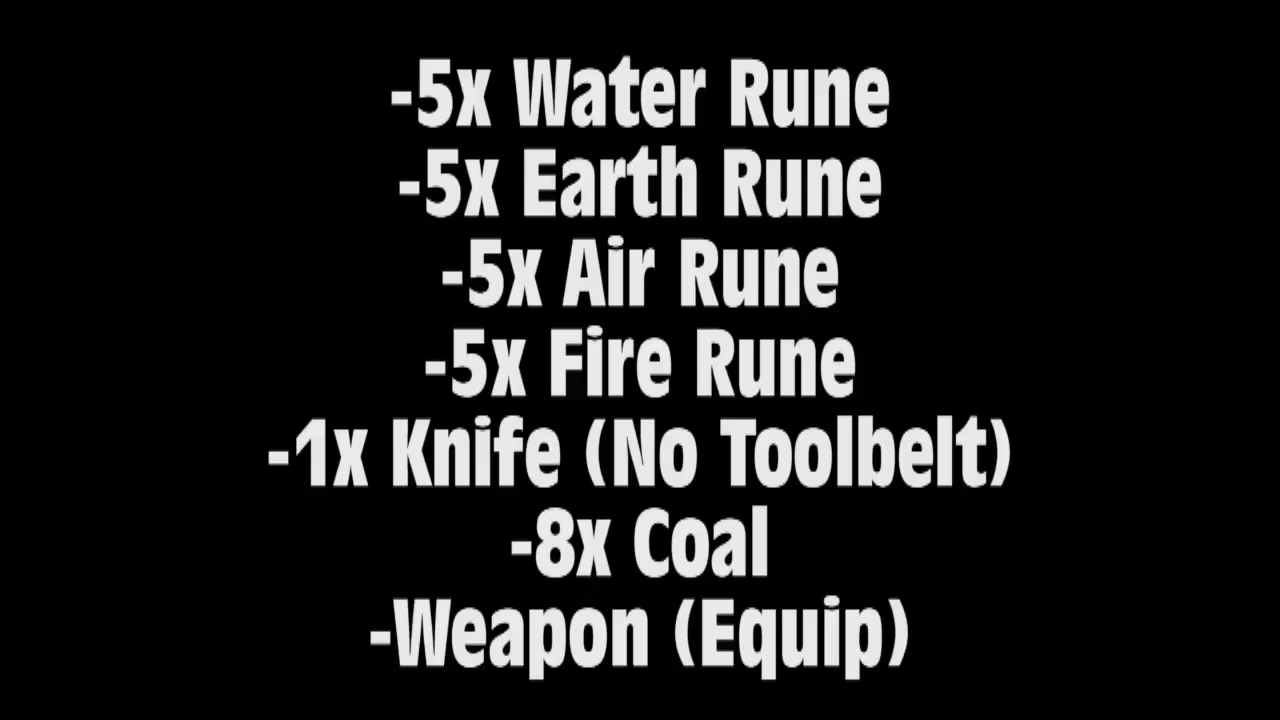 -5x Water Rune
-5x Earth Rune
-5x Air Rune
-5x Fire Rune
-1x Knife (No Toolbelt)
-8x Coal
-Weapon (Equip)